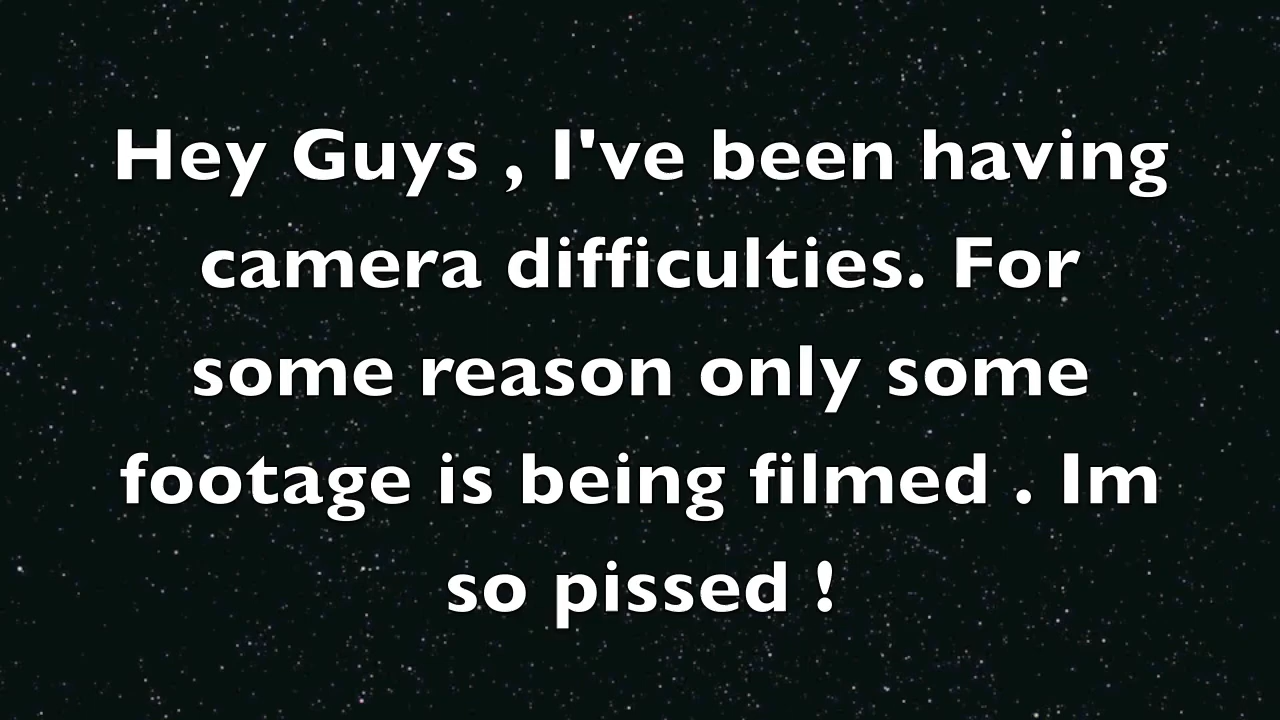 Hey Guys , I've been having
camera difficulties. For
some reason only some
footage is being filmed . Im
so pissed !